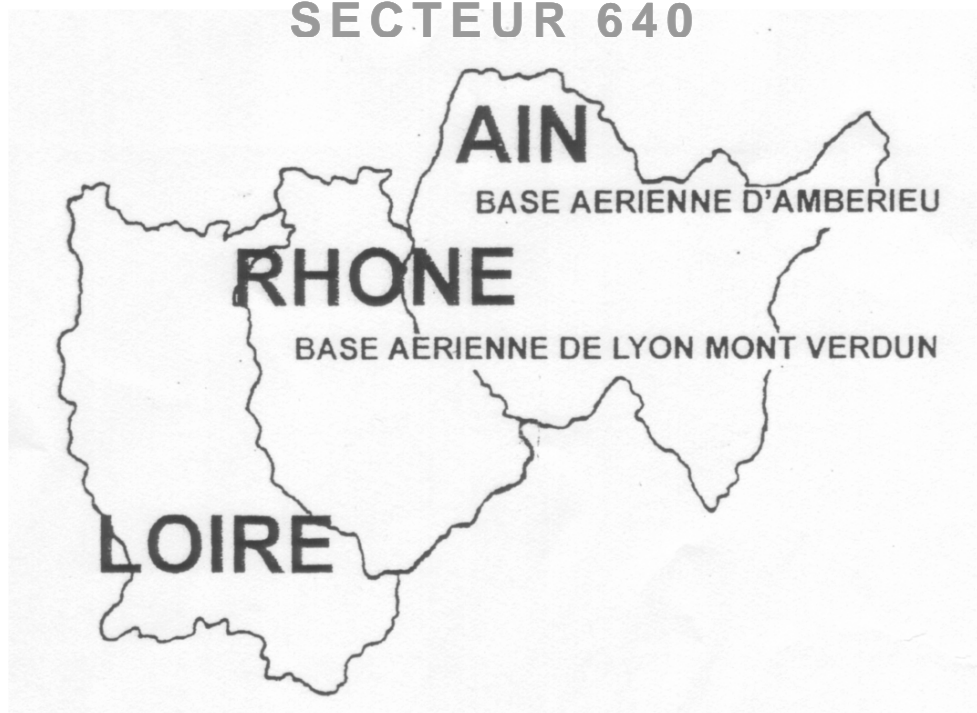 SECTEUR 640
AIN
BASE AERIENNE D'AMBERIEU
RHONE
BASE AERIENNE DE LYON MONT VERDUN
LOIRE